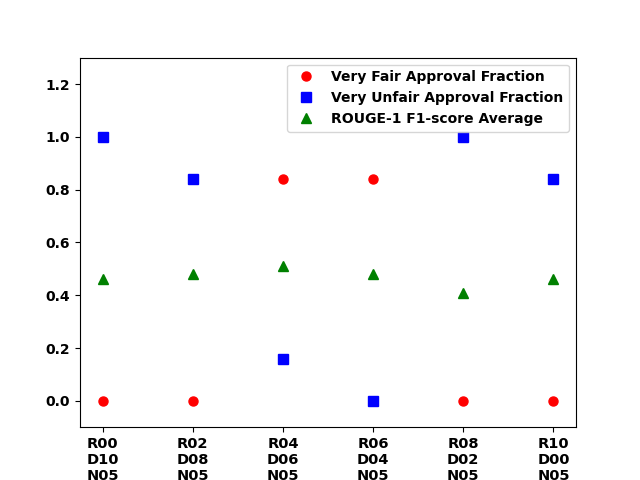 Very Fair Approval Fraction
Very Unfair Approval Fraction
ROUGE-1 F1-score Average
1.2
1.0
0.8
0.6
0.4
0.2
0.0
R00 R02 R04 R06 R08 R10
D10 D08 D06 D04 D02 D00
N05 N05 N05 N05 N05 N05